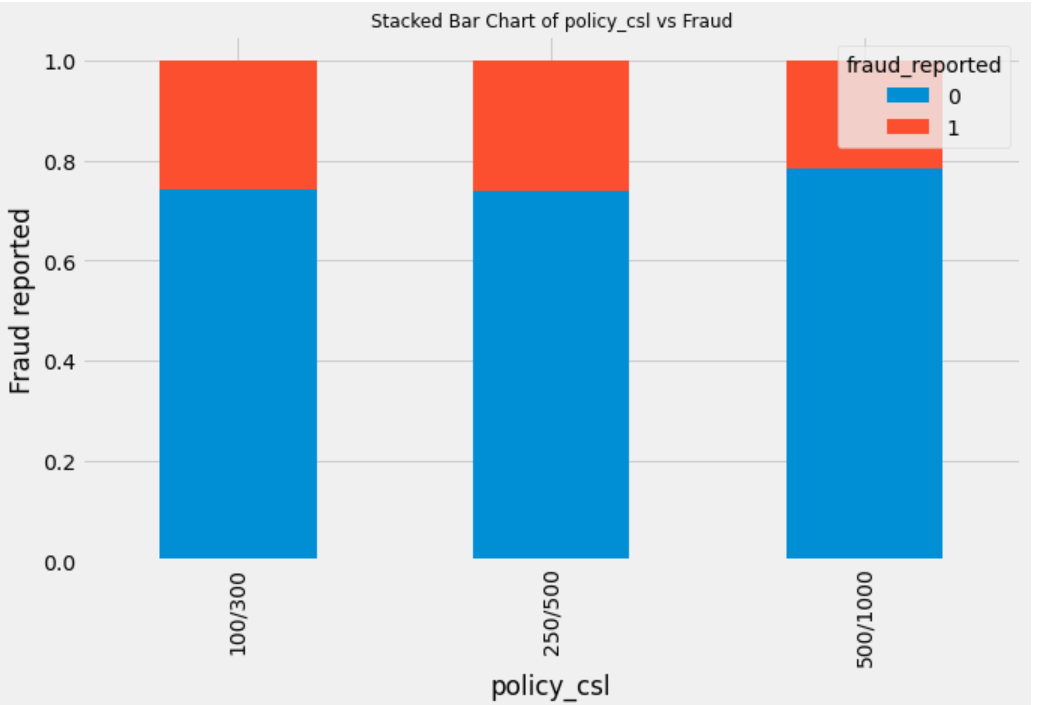 Stacked Bar Chart of policy_csl vs Fraud
fraud_reported
0
1
Fraud reported
1.0
0.8
0.6
0.4
0.2
0.0
100/300
250/500
500/1000
policy_csl